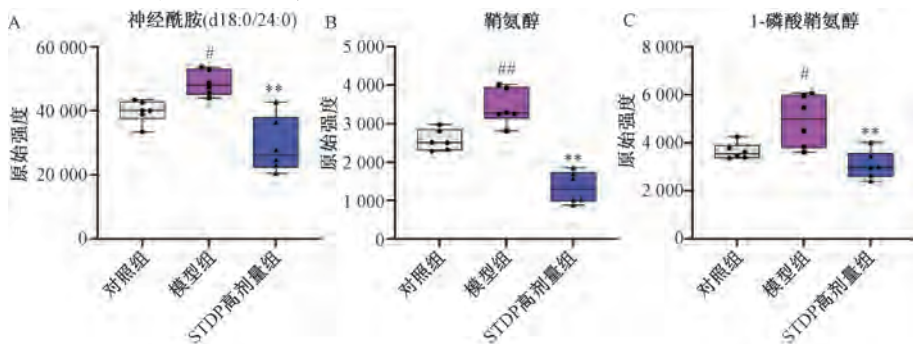 A 神经酰胺(d18:0/24:0)
60 000
40 000
20 000
0
原始强度
#
**
对照组
模型组
STDP高剂量组
B 鞘氨醇
5 000
4 000
3 000
2 000
1 000
0
原始强度
##
**
对照组
模型组
STDP高剂量组
C 1-磷酸鞘氨醇
8 000
6 000
4 000
2 000
0
原始强度
#
**
对照组
模型组
STDP高剂量组